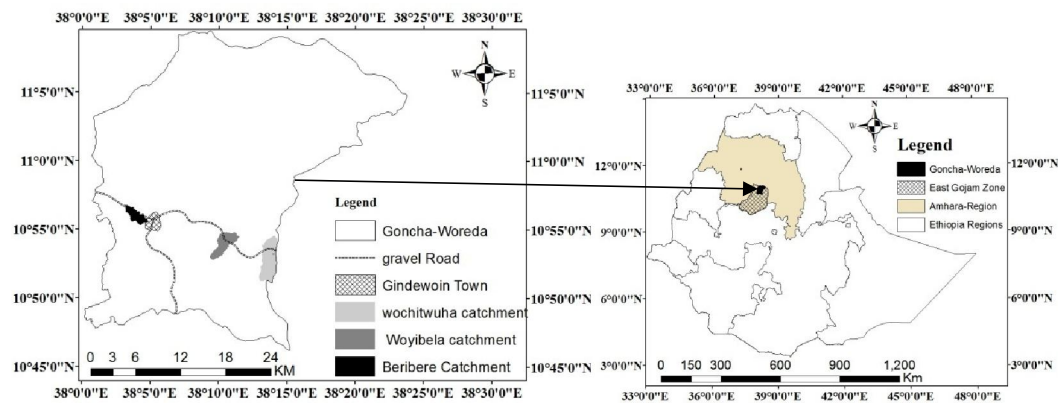 38°0'0"E 38°5'0"E 38°10'0"E 38°15'0"E 38°20'0"E 38°25'0"E 38°30'0"E
N
W E
S
11°5'0"N 11°5'0"N
11°0'0"N 11°0'0"N
10°55'0"N 10°55'0"N
10°50'0"N 10°50'0"N
10°45'0"N 10°45'0"N
Legend
Goncha-Woreda
gravel Road
Gindewoin Town
wochitwuha catchment
Woyibela catchment
Beribere Catchment
0 3 6 12 18 24
KM
38°0'0"E 38°5'0"E 38°10'0"E 38°15'0"E 38°20'0"E 38°25'0"E 38°30'0"E
33°0'0"E 36°0'0"E 39°0'0"E 42°0'0"E 45°0'0"E 48°0'0"E
N
W E
S
Legend
Goncha-Woreda
East Gojam Zone
Amhara-Region
Ethiopia Regions
12°0'0"N 12°0'0"N
9°0'0"N 9°0'0"N
6°0'0"N 6°0'0"N
3°0'0"N 3°0'0"N
0 150 300 600 900 1,200
Km
33°0'0"E 36°0'0"E 39°0'0"E 42°0'0"E 45°0'0"E 48°0'0"E